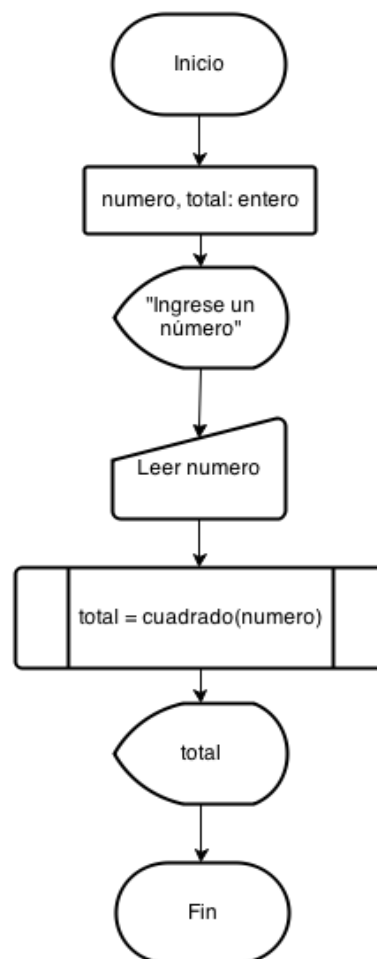 Inicio
numero, total: entero
"Ingrese un
número"
Leer numero
total = cuadrado(numero)
total
Fin